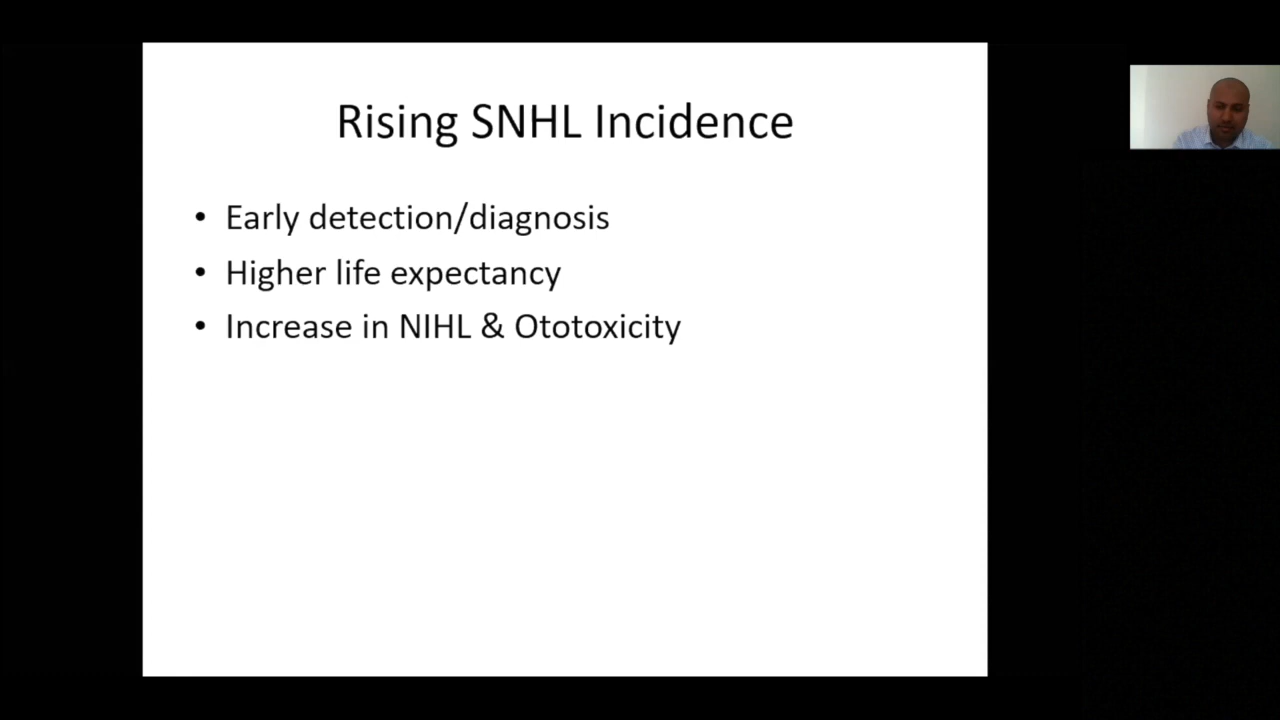 Rising SNHL Incidence
• Early detection/diagnosis
• Higher life expectancy
• Increase in NIHL & Ototoxicity